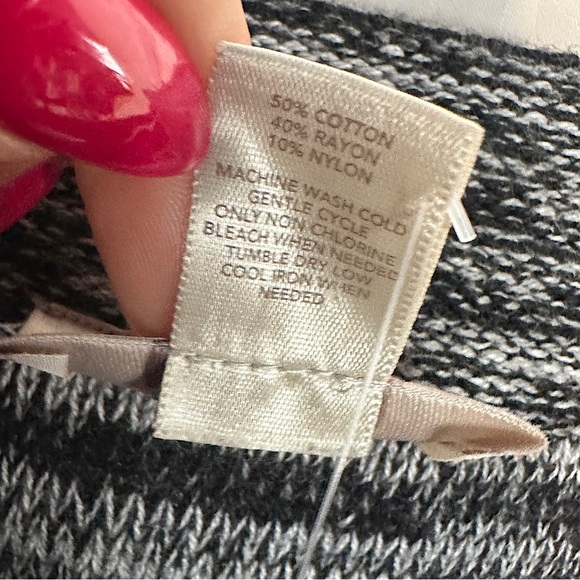 50% COTTON
40% RAYON
10% NYLON
MACHINE WASH COLD
GENTLE CYCLE
ONLY NON CHLORINE
BLEACH WHEN NEEDED
TUMBLE DRY LOW
COOL IRON WHEN
NEEDED